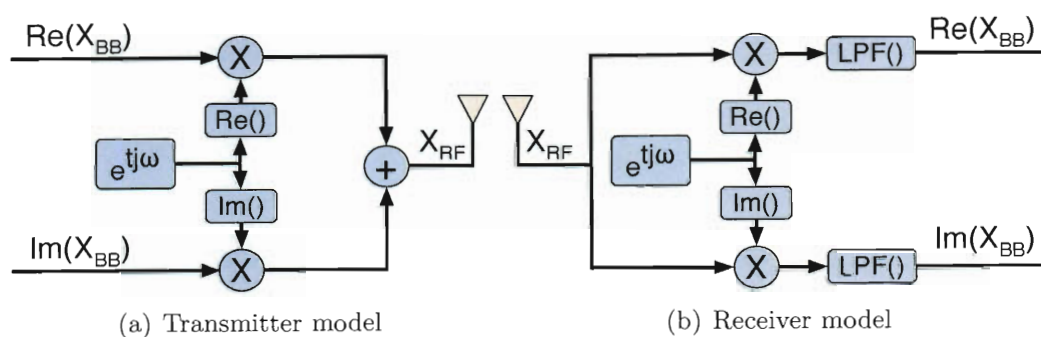 Re(X_BB)
X
Re()
e^tjω
Im()
Im(X_BB)
X
+
X_RF
(a) Transmitter model
X_RF
X
LPF()
Re(X_BB)
Re()
e^tjω
Im()
X
LPF()
Im(X_BB)
(b) Receiver model